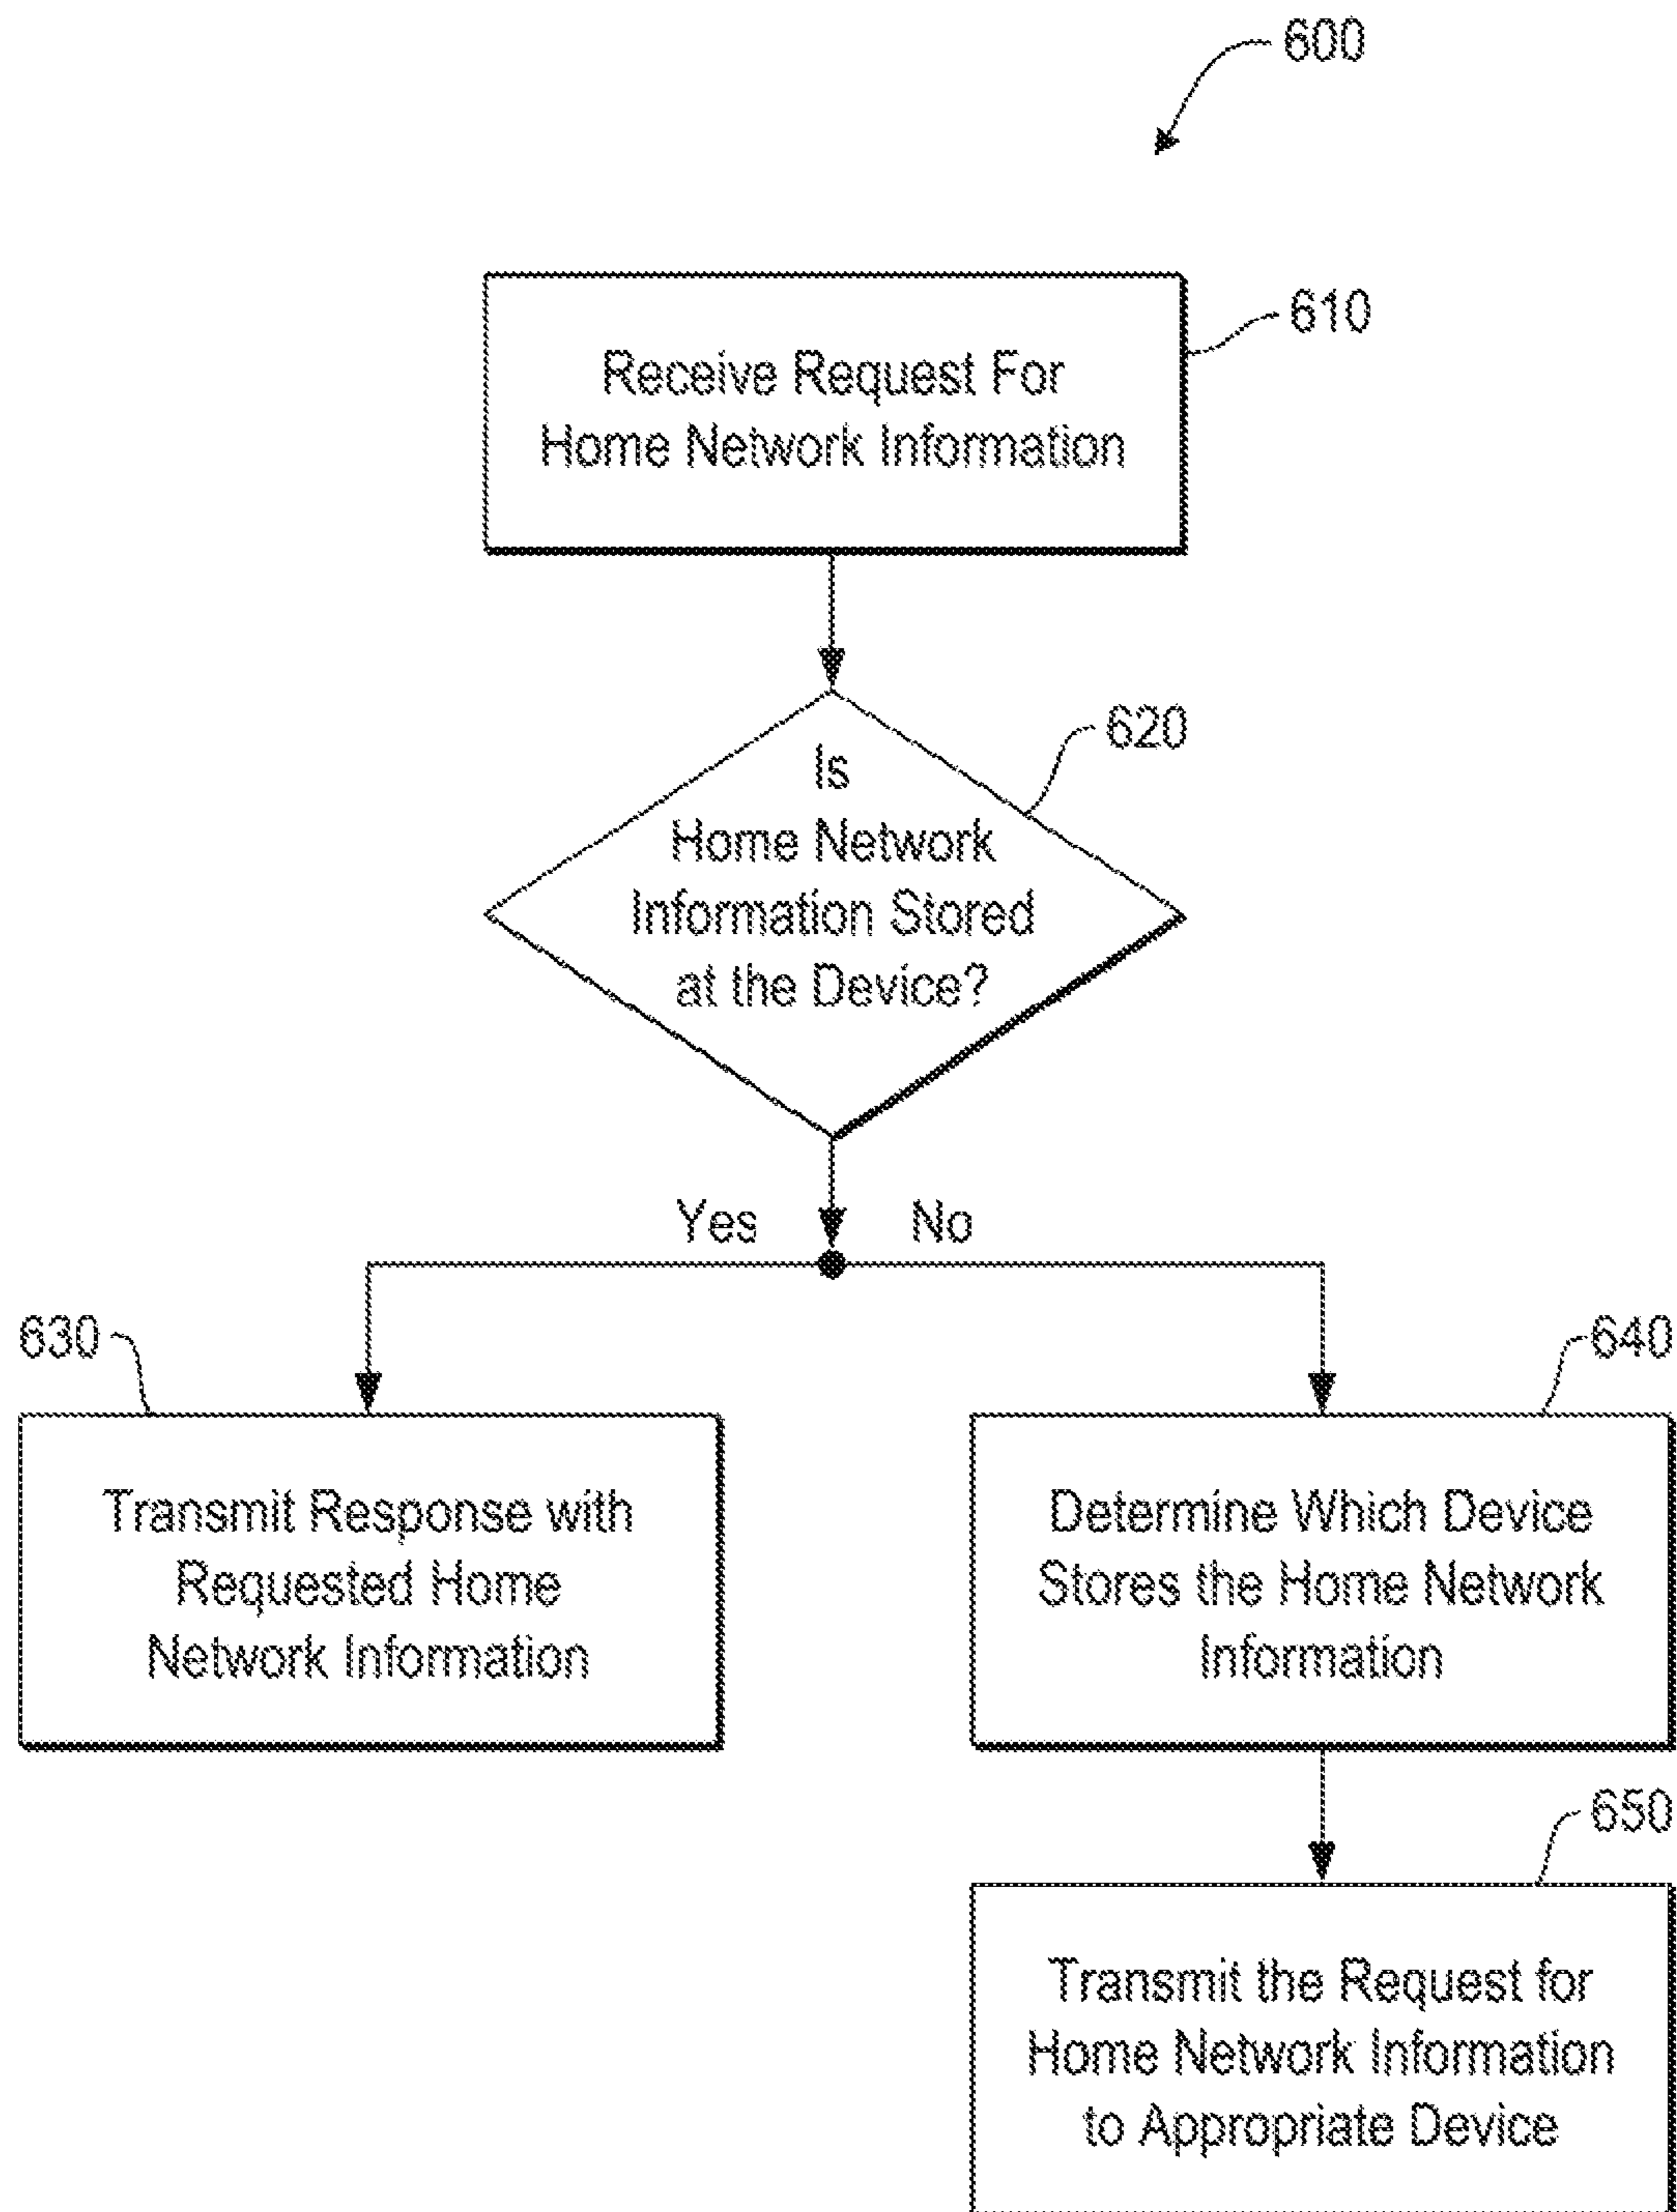 600
610
Receive Request For
Home Network Information
620
Is
Home Network
Information Stored
at the Device?
Yes
No
630
640
Transmit Response with
Requested Home
Network Information
Determine Which Device
Stores the Home Network
Information
650
Transmit the Request for
Home Network Information
to Appropriate Device